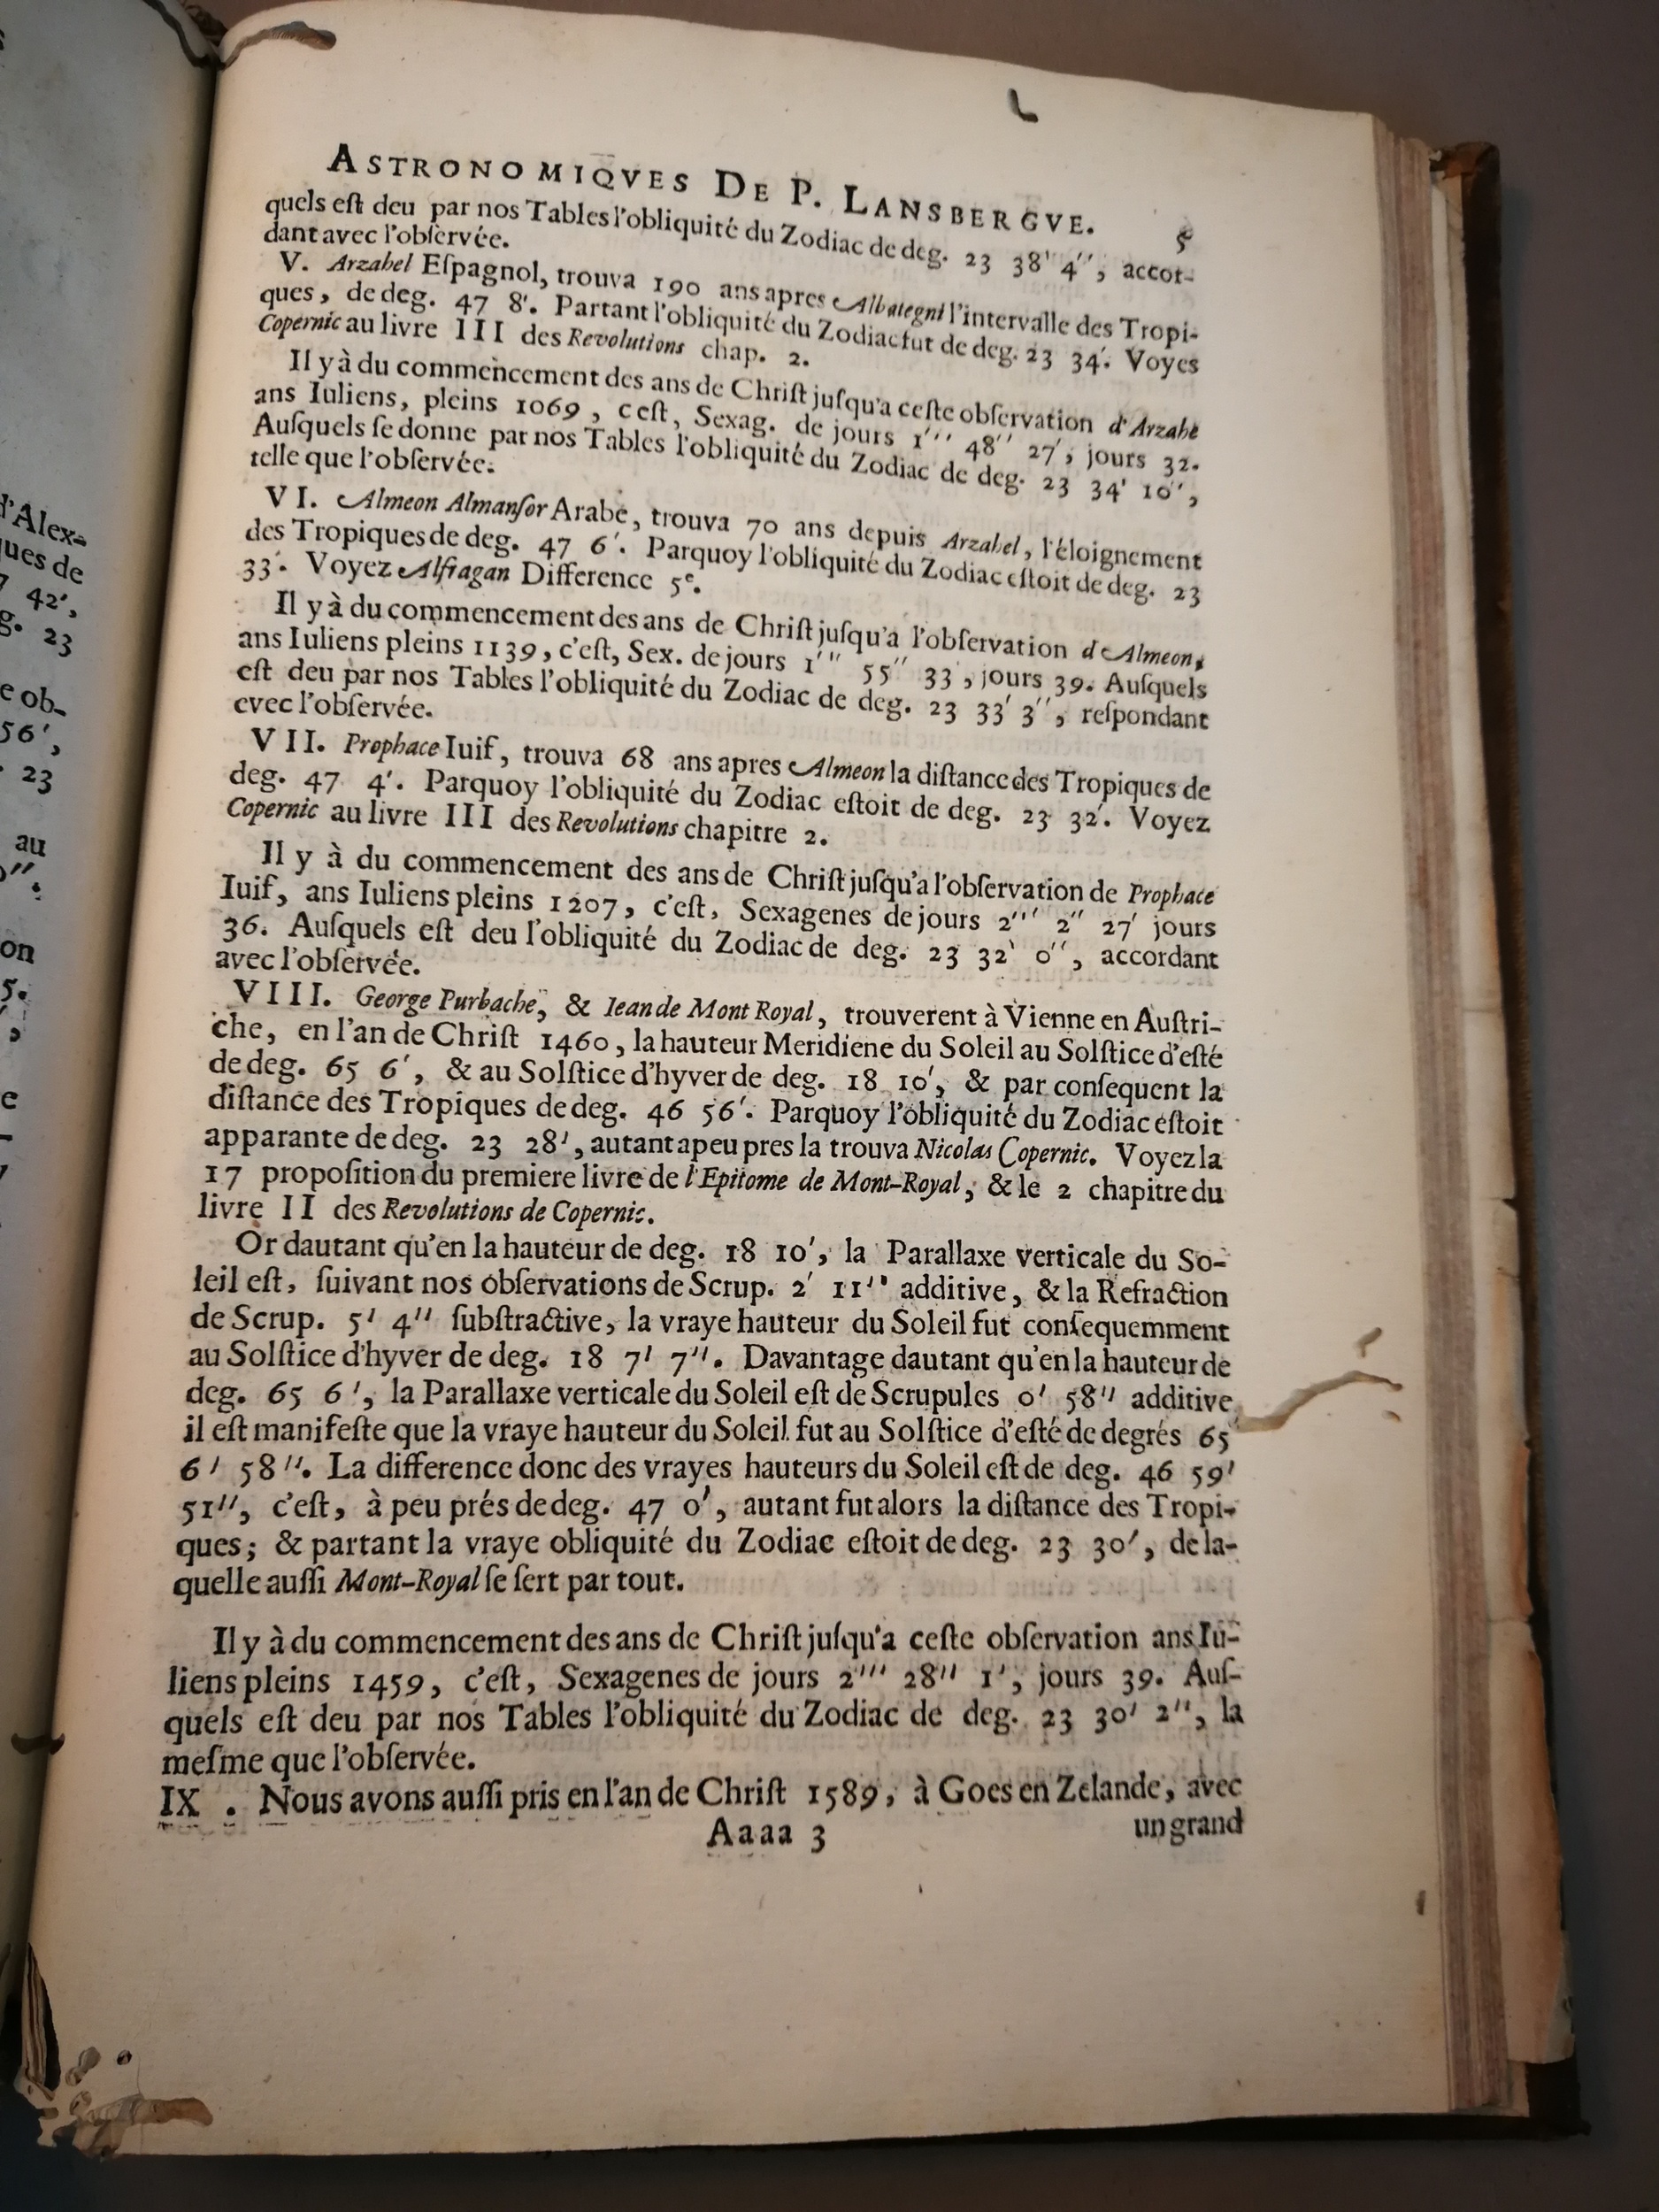 d'Alex-
ques de
42',
g. 23
e ob-
56',
23
au
on
5.
e
ASTRONOMIQVES DE P. LANSBERGVE. 5
quels eſt deu par nos Tables l'obliquité du Zodiac de deg. 23 38' 4'', accor-
dant avec l'obſervée.
V. Arzahel Eſpagnol, trouva 190 ans apres Albategni l'intervalle des Tropi-
ques, de deg. 47 8'. Partant l'obliquité du Zodiac fut de deg. 23 34'. Voyes
Copernic au livre III des Revolutions chap. 2.
Il y à du commencement des ans de Chriſt juſqu'a ceſte obſervation d'Arzahe
ans Iuliens, pleins 1069, ceſt, Sexag. de jours 1''' 48'' 27', jours 32.
Auſquels ſe donne par nos Tables l'obliquité du Zodiac de deg. 23 34' 10'',
telle que l'obſervée.
VI. Almeon Almanſor Arabe, trouva 70 ans depuis Arzahel, l'éloignement
des Tropiques de deg. 47 6'. Parquoy l'obliquité du Zodiac eſtoit de deg. 23
33'. Voyez Alfragan Difference 5e.
Il y à du commencement des ans de Chriſt juſqu'a l'obſervation d'Almeon,
ans Iuliens pleins 1139, c'eſt, Sex. de jours 1''' 55'' 33', jours 39. Auſquels
eſt deu par nos Tables l'obliquité du Zodiac de deg. 23 33' 3'', reſpondant
evec l'obſervée.
VII. Prophace Iuif, trouva 68 ans apres Almeon la diſtance des Tropiques de
deg. 47 4'. Parquoy l'obliquité du Zodiac eſtoit de deg. 23 32'. Voyez
Copernic au livre III des Revolutions chapitre 2.
Il y à du commencement des ans de Chriſt juſqu'a l'obſervation de Prophace
Iuif, ans Iuliens pleins 1207, c'eſt, Sexagenes de jours 2''' 2'' 27' jours
36. Auſquels eſt deu l'obliquité du Zodiac de deg. 23 32' 0'', accordant
avec l'obſervée.
VIII. George Purbache, & Iean de Mont Royal, trouverent à Vienne en Auſtri-
che, en l'an de Chriſt 1460, la hauteur Meridiene du Soleil au Solſtice d'eſté
de deg. 65 6', & au Solſtice d'hyver de deg. 18 10', & par conſequent la
diſtance des Tropiques de deg. 46 56'. Parquoy l'obliquité du Zodiac eſtoit
apparante de deg. 23 28', autant apeu pres la trouva Nicolas Copernic. Voyez la
17 propoſition du premiere livre de l'Epitome de Mont-Royal, & le 2 chapitre du
livre II des Revolutions de Copernic.
Or dautant qu'en la hauteur de deg. 18 10', la Parallaxe verticale du So-
leil eſt, ſuivant nos obſervations de Scrup. 2' 11'' additive, & la Refraction
de Scrup. 5' 4'' ſubſtractive, la vraye hauteur du Soleil fut conſequemment
au Solſtice d'hyver de deg. 18 7' 7''. Davantage dautant qu'en la hauteur de
deg. 65 6', la Parallaxe verticale du Soleil eſt de Scrupules 0' 58'' additive
il eſt manifeſte que la vraye hauteur du Soleil fut au Solſtice d'eſté de degrés 65
6' 58''. La difference donc des vrayes hauteurs du Soleil eſt de deg. 46 59'
51'', c'eſt, à peu prés de deg. 47 0', autant fut alors la diſtance des Tropi-
ques; & partant la vraye obliquité du Zodiac eſtoit de deg. 23 30', de la-
quelle auſſi Mont-Royal ſe ſert par tout.
Il y à du commencement des ans de Chriſt juſqu'a ceſte obſervation ans Iu-
liens pleins 1459, c'eſt, Sexagenes de jours 2''' 28'' 1', jours 39. Auſ-
quels eſt deu par nos Tables l'obliquité du Zodiac de deg. 23 30' 2'', la
meſme que l'obſervée.
IX . Nous avons auſſi pris en l'an de Chriſt 1589, à Goes en Zelande, avec
Aaaa 3 un grand